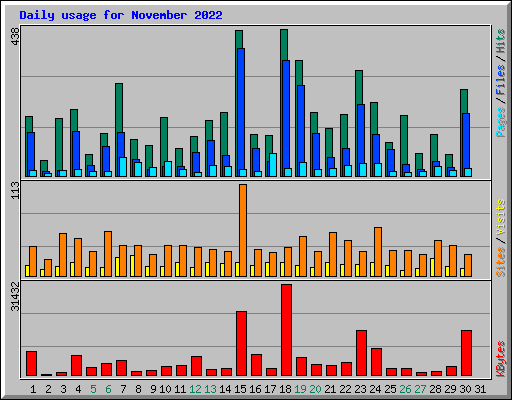 Daily usage for November 2022
438
Pages / Files / Hits
113
Sites / Visits
31432
KBytes
1 2 3 4 5 6 7 8 9 10 11 12 13 14 15 16 17 18 19 20 21 22 23 24 25 26 27 28 29 30 31